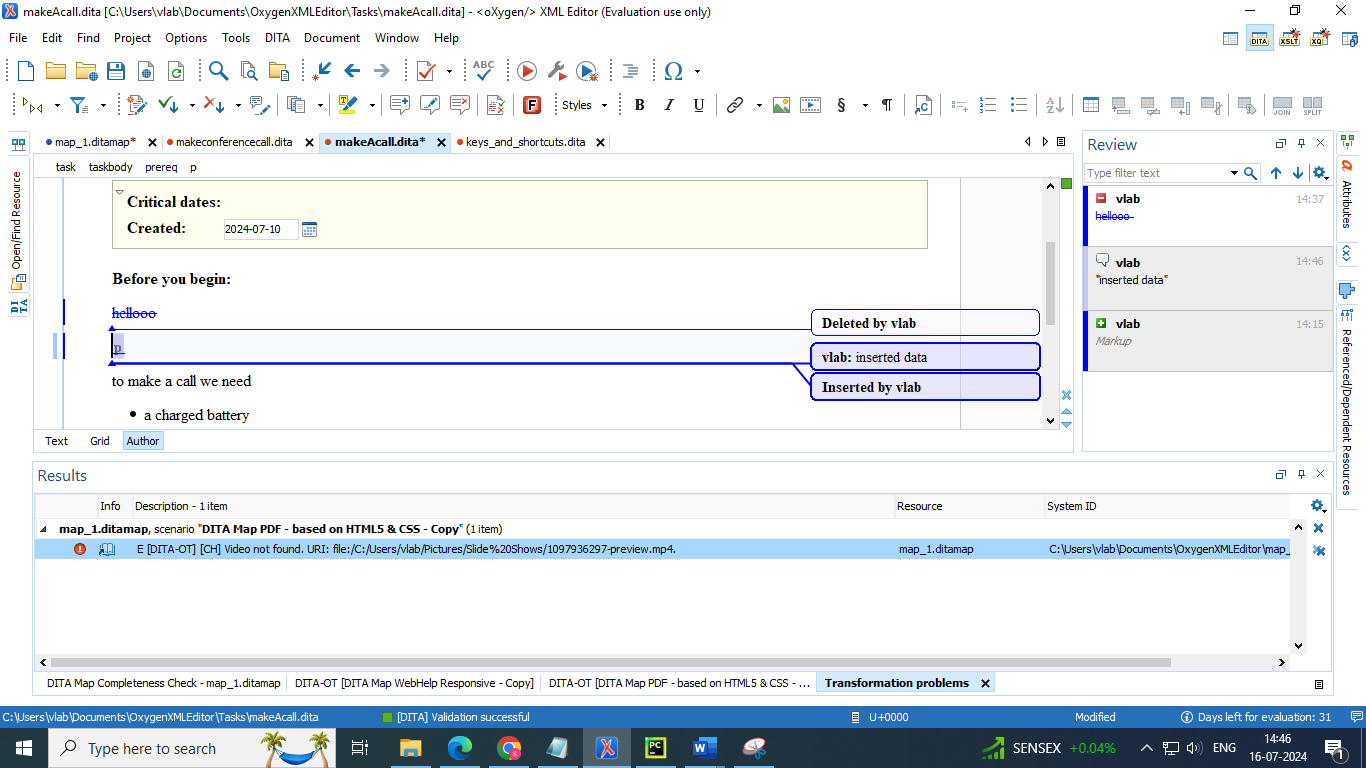 makeAcall.dita [C:\Users\vlab\Documents\OxygenXMLEditor\Tasks\makeAcall.dita] - <oXygen/> XML Editor (Evaluation use only)
File Edit Find Project Options Tools DITA Document Window Help
DITA XSLT XQ
ABC
Styles B I U § ¶ JOIN SPLIT
map_1.ditamap* makeconferencecall.dita makeAcall.dita* keys_and_shortcuts.dita
task taskbody prereq p
Open/Find Resource
DITA
Critical dates:
Created: 2024-07-10
Before you begin:
hellooo
Deleted by vlab
p
vlab: inserted data
Inserted by vlab
to make a call we need
• a charged battery
Text Grid Author
Review
Type filter text
vlab 14:37
hellooo
vlab 14:46
"inserted data"
vlab 14:15
Markup
Attributes
Referenced/Dependent Resources
Results
Info Description - 1 item Resource System ID
map_1.ditamap, scenario "DITA Map PDF - based on HTML5 & CSS - Copy" (1 item)
E [DITA-OT] [CH] Video not found. URI: file:/C:/Users/vlab/Pictures/Slide%20Shows/1097936297-preview.mp4. map_1.ditamap C:\Users\vlab\Documents\OxygenXMLEditor\map_
DITA Map Completeness Check - map_1.ditamap DITA-OT [DITA Map WebHelp Responsive - Copy] DITA-OT [DITA Map PDF - based on HTML5 & CSS - ... Transformation problems
C:\Users\vlab\Documents\OxygenXMLEditor\Tasks\makeAcall.dita [DITA] Validation successful U+0000 Modified Days left for evaluation: 31
Type here to search SENSEX +0.04% ENG 14:46
16-07-2024 1